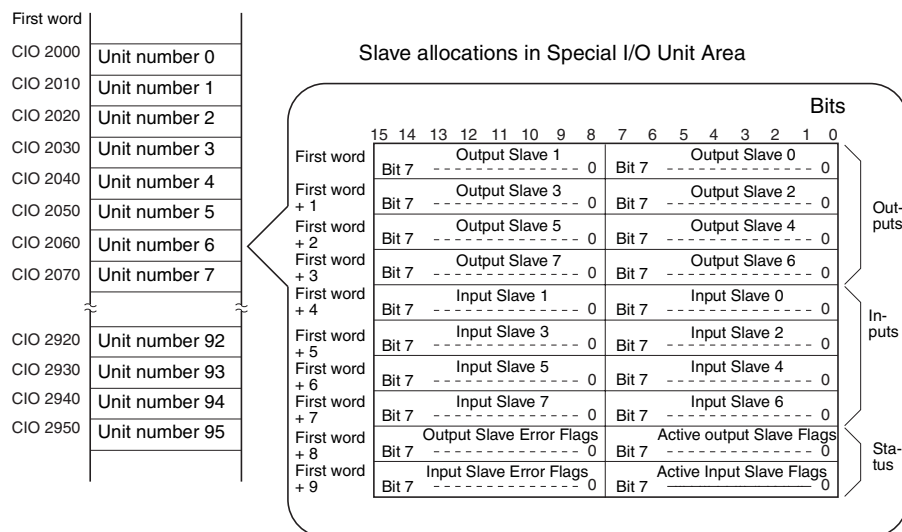 First word
CIO 2000 Unit number 0
CIO 2010 Unit number 1
CIO 2020 Unit number 2
CIO 2030 Unit number 3
CIO 2040 Unit number 4
CIO 2050 Unit number 5
CIO 2060 Unit number 6
CIO 2070 Unit number 7
CIO 2920 Unit number 92
CIO 2930 Unit number 93
CIO 2940 Unit number 94
CIO 2950 Unit number 95
Slave allocations in Special I/O Unit Area
Bits
15 14 13 12 11 10 9 8 7 6 5 4 3 2 1 0
First word
Output Slave 1 Output Slave 0
Bit 7 0 Bit 7 0
First word
+ 1
Output Slave 3 Output Slave 2
Bit 7 0 Bit 7 0
First word
+ 2
Output Slave 5 Output Slave 4
Bit 7 0 Bit 7 0
First word
+ 3
Output Slave 7 Output Slave 6
Bit 7 0 Bit 7 0
Out-
puts
First word
+ 4
Input Slave 1 Input Slave 0
Bit 7 0 Bit 7 0
First word
+ 5
Input Slave 3 Input Slave 2
Bit 7 0 Bit 7 0
First word
+ 6
Input Slave 5 Input Slave 4
Bit 7 0 Bit 7 0
First word
+ 7
Input Slave 7 Input Slave 6
Bit 7 0 Bit 7 0
In-
puts
First word
+ 8
Output Slave Error Flags Active output Slave Flags
Bit 7 0 Bit 7 0
First word
+ 9
Input Slave Error Flags Active Input Slave Flags
Bit 7 0 Bit 7 0
Sta-
tus